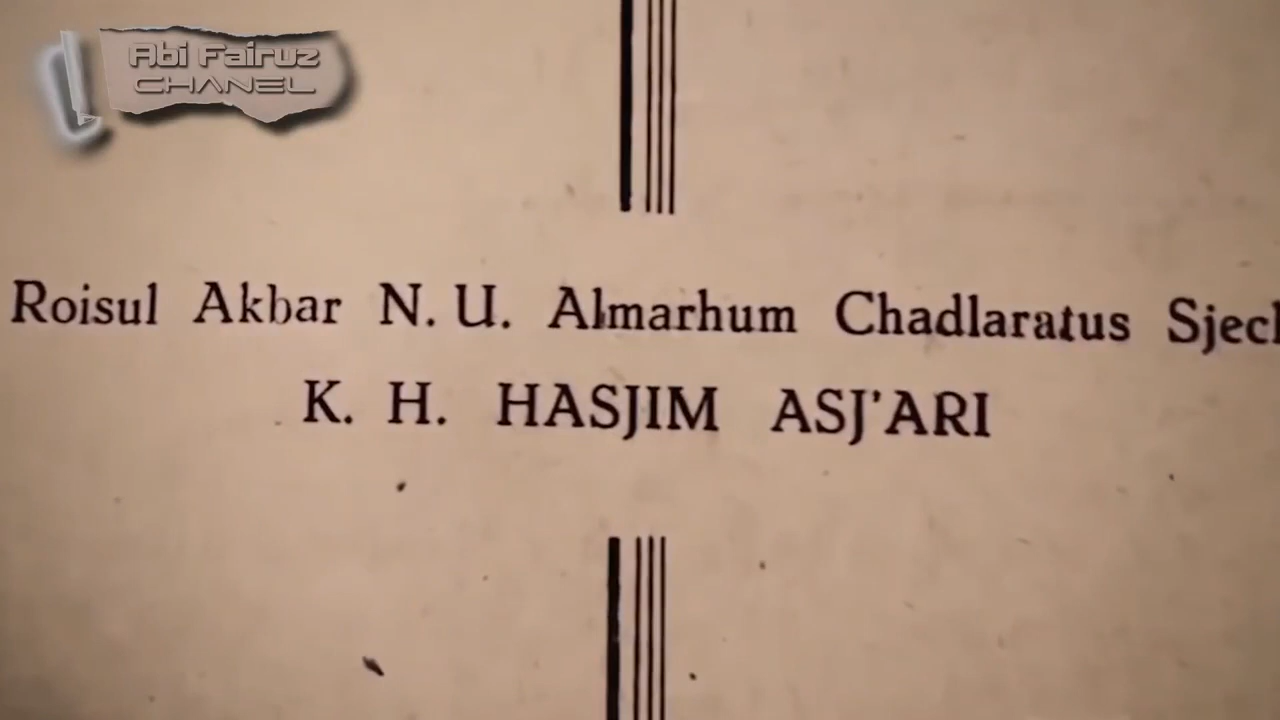 Abi Fairuz
CHANEL
Roisul Akbar N. U. Almarhum Chadlaratus
K. H. HASJIM ASJ'ARI